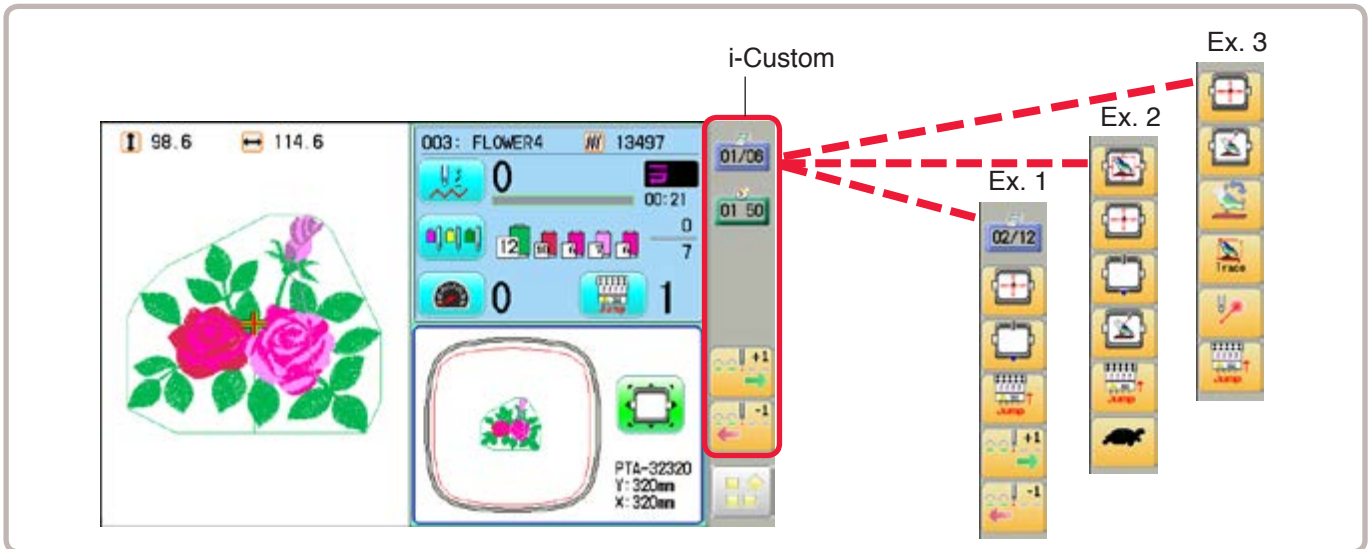 i-Custom
Ex. 3
Ex. 2
Ex. 1
98.6 114.6
003: FLOWER4 13497
0
00:21
12
0
7
0 Jump 1
PTA-32320
Y:320mm
X:320mm
01/06
01 50
+1
-1
02/12
Jump
+1
-1
Jump
Trace
Jump